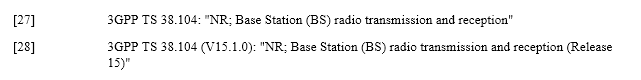 [27] 3GPP TS 38.104: "NR; Base Station (BS) radio transmission and reception"
[28] 3GPP TS 38.104 (V15.1.0): "NR; Base Station (BS) radio transmission and reception (Release
15)"